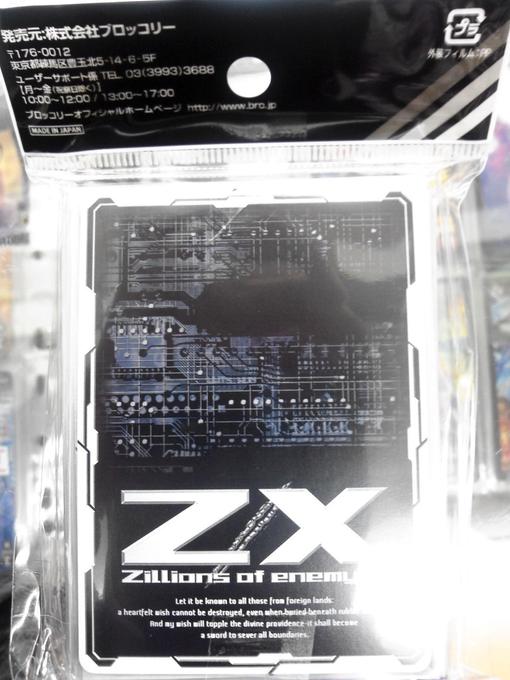 発売元:株式会社ブロッコリー
〒176-0012
東京都練馬区豊玉北5-14-6-5F
ユーザーサポート係 TEL 03(3993)3688
[月〜金(祝祭日除く)]
10:00〜12:00 / 13:00〜17:00
ブロッコリーオフィシャルホームページ http://www.bro.jp
MADE IN JAPAN
プラ
外装フィルム:PP
Z/X
Zillions of enemy
Let it be known to all those from foreign lands:
a heartfelt wish cannot be destroyed, even when buried beneath
And my wish will topple the divine providence-it shall become
a sword to sever all boundaries.